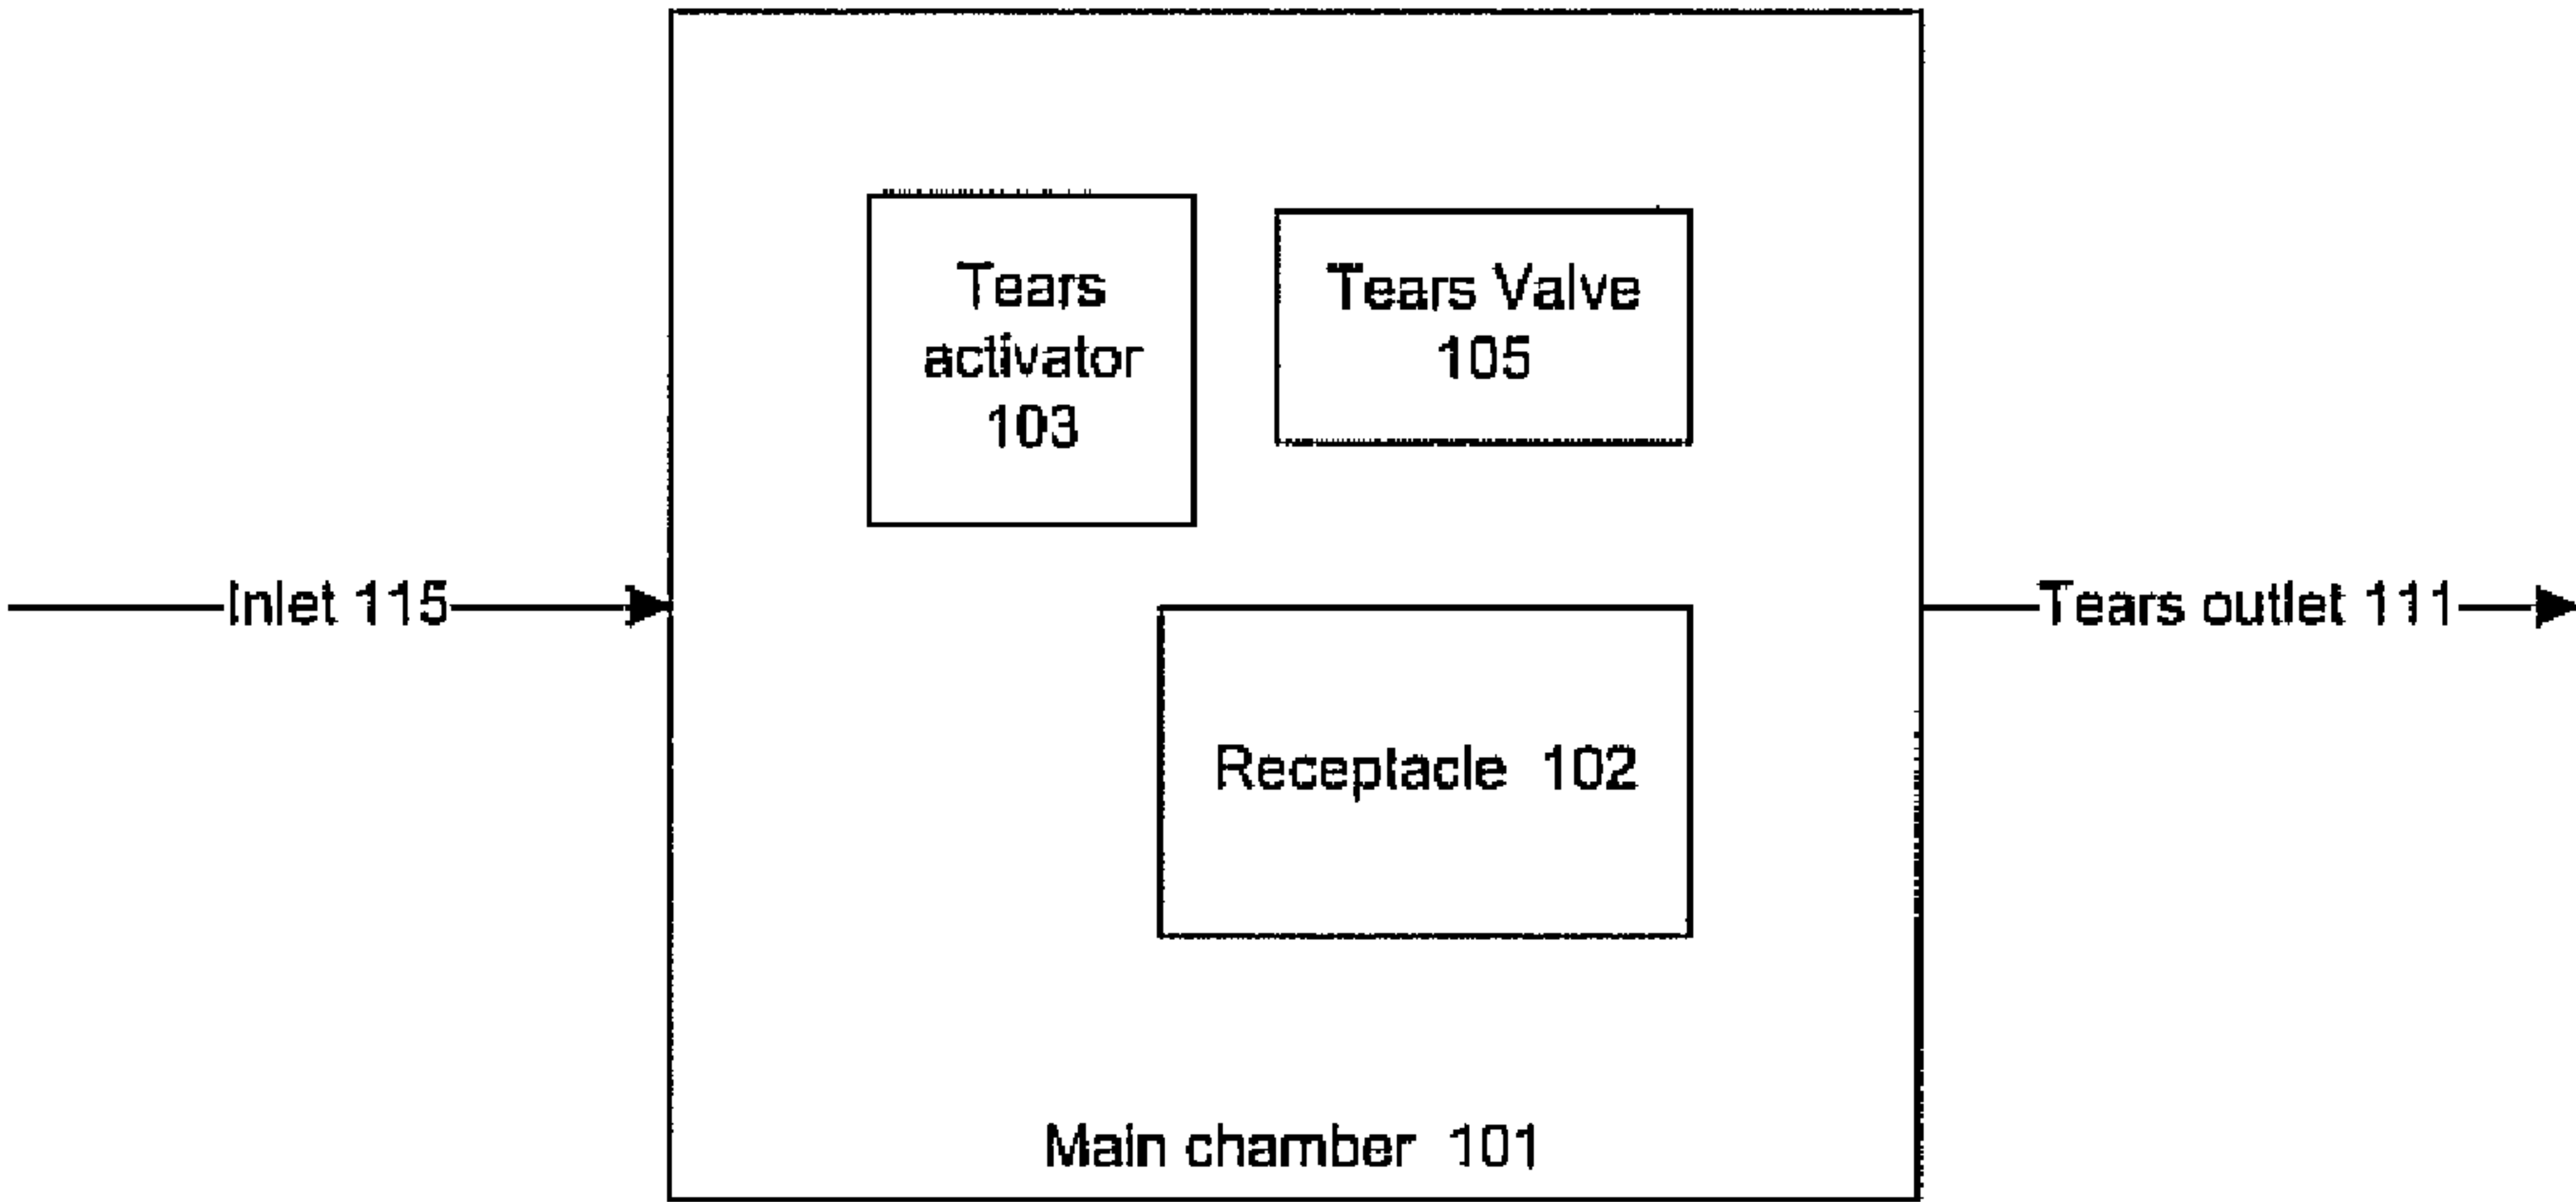 Tears
activator
103
Tears Valve
105
Inlet 115
Tears outlet 111
Receptacle 102
Main chamber 101